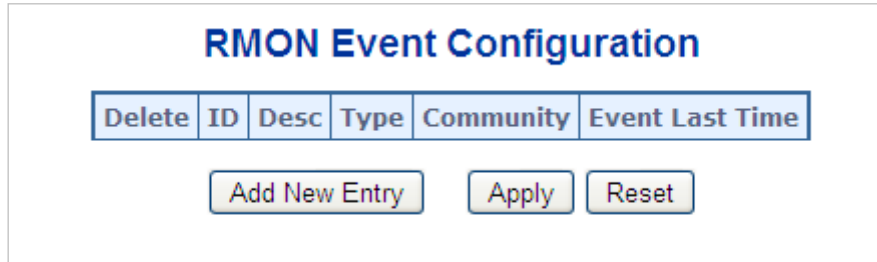 RMON Event Configuration
Delete ID Desc Type Community Event Last Time
Add New Entry Apply Reset